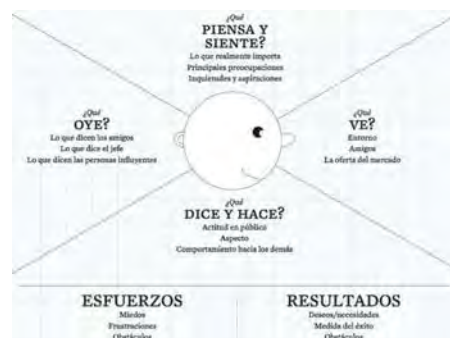 ¿Qué
PIENSA Y
SIENTE?
Lo que realmente importa
Principales preocupaciones
Inquietudes y aspiraciones
¿Qué
OYE?
Lo que dicen los amigos
Lo que dice el jefe
Lo que dicen las personas influyentes
¿Qué
VE?
Entorno
Amigos
La oferta del mercado
¿Qué
DICE Y HACE?
Actitud en público
Aspecto
Comportamiento hacia los demás
ESFUERZOS
Miedos
Frustraciones
Obstáculos
RESULTADOS
Deseos/necesidades
Medida del éxito
Obstáculos